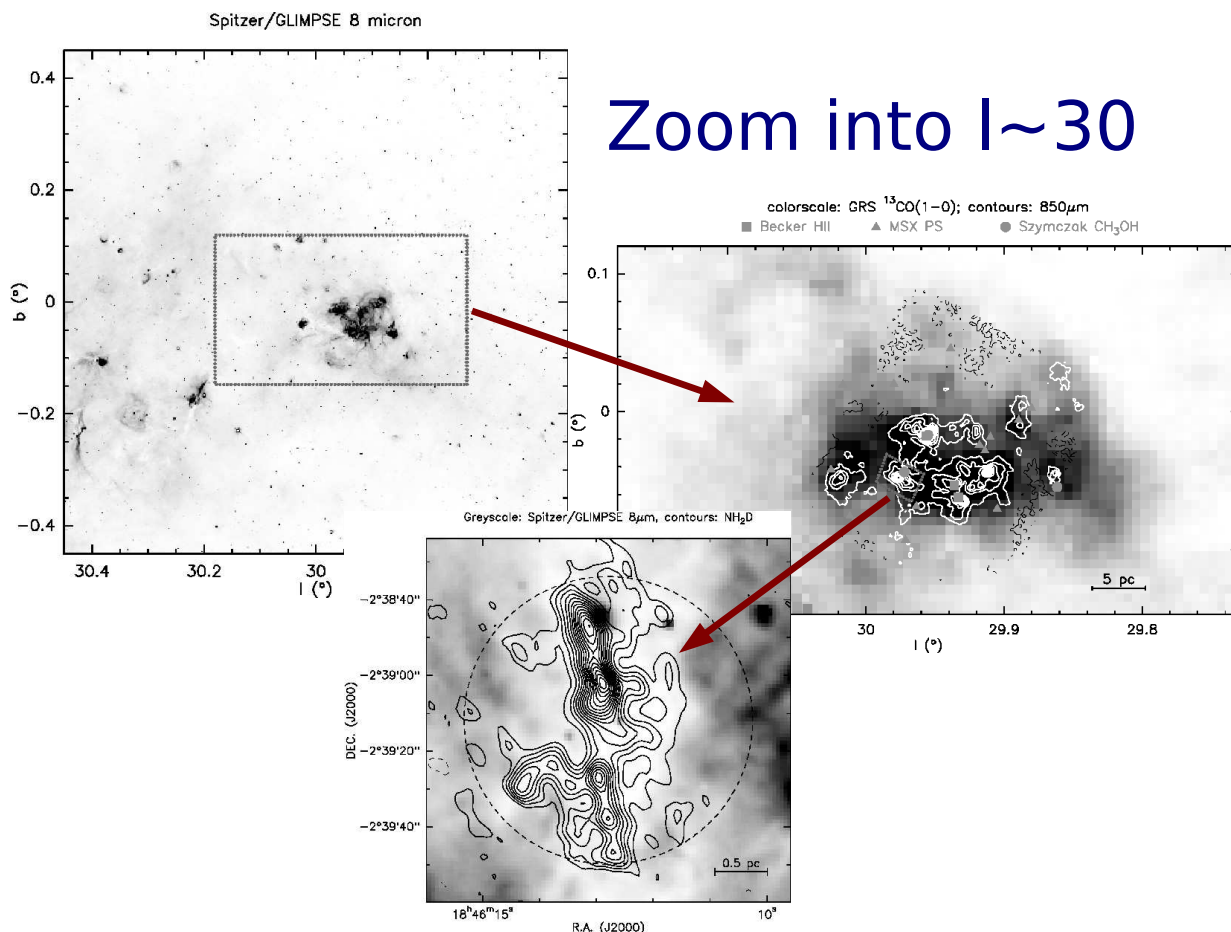 Spitzer/GLIMPSE 8 micron
Zoom into l~30
0.4
0.2
0
-0.2
-0.4
b (°)
30.4
30.2
30
l (°)
colorscale: GRS ¹³CO(1-0); contours: 850μm
Becker HII
MSX PS
Szymczak CH₃OH
0.1
0
b (°)
30
29.9
29.8
l (°)
5 pc
Greyscale: Spitzer/GLIMPSE 8μm, contours: NH₂D
-2°38'40''
-2°39'00''
-2°39'20''
-2°39'40''
DEC. (J2000)
0.5 pc
18ʰ46ᵐ15ˢ
10ˢ
R.A. (J2000)